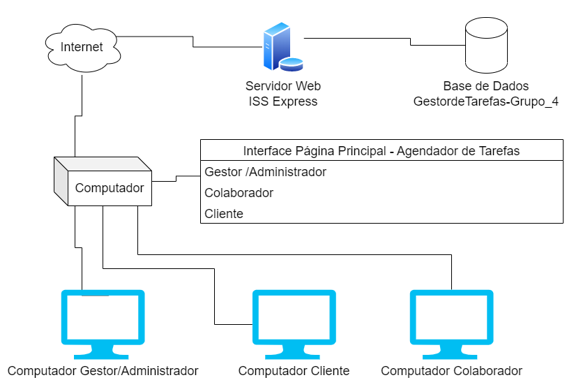 Internet
Servidor Web
ISS Express
Base de Dados
GestordeTarefas-Grupo_4
Interface Página Principal - Agendador de Tarefas
Gestor /Administrador
Colaborador
Cliente
Computador
Computador Gestor/Administrador
Computador Cliente
Computador Colaborador